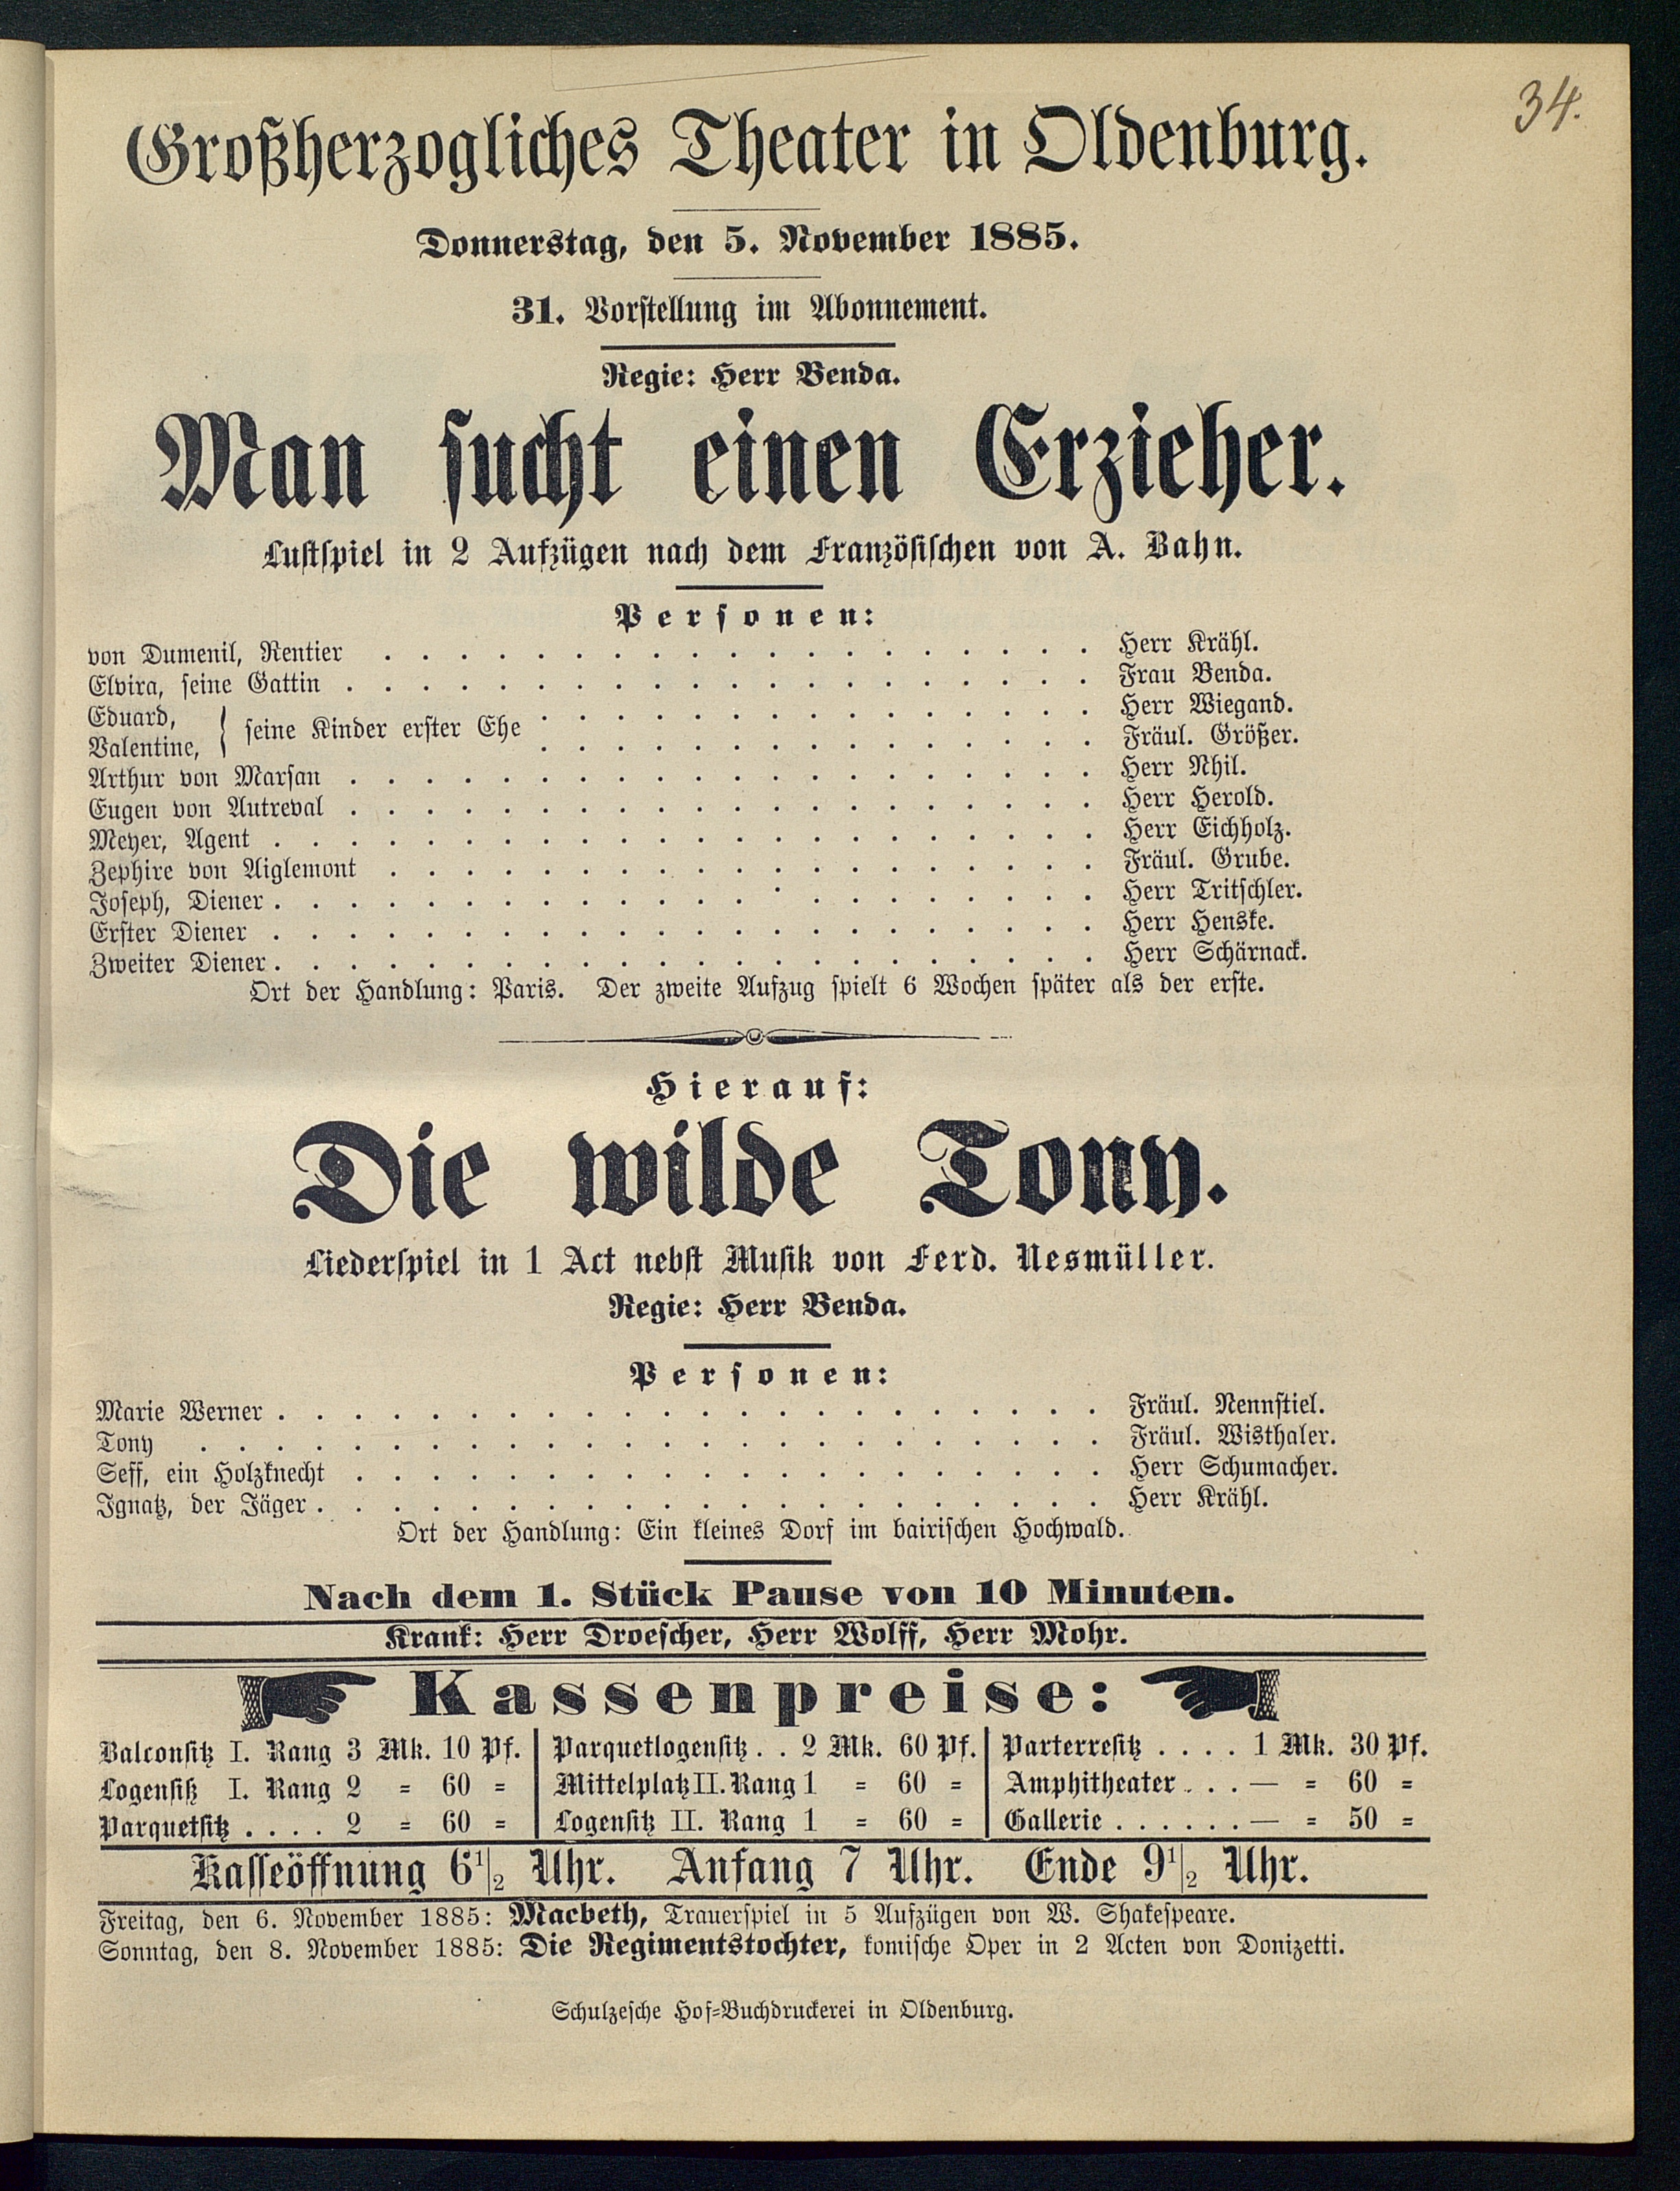 34.
Großherzogliches Theater in Oldenburg.
Donnerstag, den 5. November 1885.
31. Vorstellung im Abonnement.
Regie: Herr Benda.
Man sucht einen Erzieher.
Lustspiel in 2 Aufzügen nach dem Französischen von A. Bahn.
Personen:
von Dumenil, Rentier . . . . . . . . . . . . . . . . . . . Herr Krähl.
Elvira, seine Gattin . . . . . . . . . . . . . . . . . . . . Frau Benda.
Eduard, } seine Kinder erster Ehe . . . . . . . . . . . . . . . Herr Wiegand.
Valentine, } . . . . . . . . . . . . . . . Fräul. Größer.
Arthur von Marsan . . . . . . . . . . . . . . . . . . . . Herr Nhil.
Eugen von Autreval . . . . . . . . . . . . . . . . . . . . Herr Herold.
Meyer, Agent . . . . . . . . . . . . . . . . . . . . . . Herr Eichholz.
Zephire von Aiglemont . . . . . . . . . . . . . . . . . . . Fräul. Grube.
Joseph, Diener . . . . . . . . . . . . . . . . . . . . . . Herr Tritschler.
Erster Diener . . . . . . . . . . . . . . . . . . . . . . Herr Henske.
Zweiter Diener . . . . . . . . . . . . . . . . . . . . . . Herr Schärnack.
Ort der Handlung: Paris. Der zweite Aufzug spielt 6 Wochen später als der erste.
Hierauf:
Die wilde Tony.
Liederspiel in 1 Act nebst Musik von Ferd. Nesmüller.
Regie: Herr Benda.
Personen:
Marie Werner . . . . . . . . . . . . . . . . . . . . . . Fräul. Nennstiel.
Tony . . . . . . . . . . . . . . . . . . . . . . . . Fräul. Wisthaler.
Seff, ein Holzknecht . . . . . . . . . . . . . . . . . . . . Herr Schumacher.
Ignatz, der Jäger . . . . . . . . . . . . . . . . . . . . . Herr Krähl.
Ort der Handlung: Ein kleines Dorf im bairischen Hochwald.
Nach dem 1. Stück Pause von 10 Minuten.
Krank: Herr Droescher, Herr Wolff, Herr Mohr.
Kassenpreise:
Balconsitz I. Rang 3 Mk. 10 Pf. Parquetlogensitz . . 2 Mk. 60 Pf. Parterresitz . . . . 1 Mk. 30 Pf.
Logensitz I. Rang 2 = 60 = Mittelplatz II. Rang 1 = 60 = Amphitheater . . . — = 60 =
Parquetsitz . . . . 2 = 60 = Logensitz II. Rang 1 = 60 = Gallerie . . . . . . — = 50 =
Kasseöffnung 6 1/2 Uhr. Anfang 7 Uhr. Ende 9 1/2 Uhr.
Freitag, den 6. November 1885: Macbeth, Trauerspiel in 5 Aufzügen von W. Shakespeare.
Sonntag, den 8. November 1885: Die Regimentstochter, komische Oper in 2 Acten von Donizetti.
Schulzesche Hof=Buchdruckerei in Oldenburg.